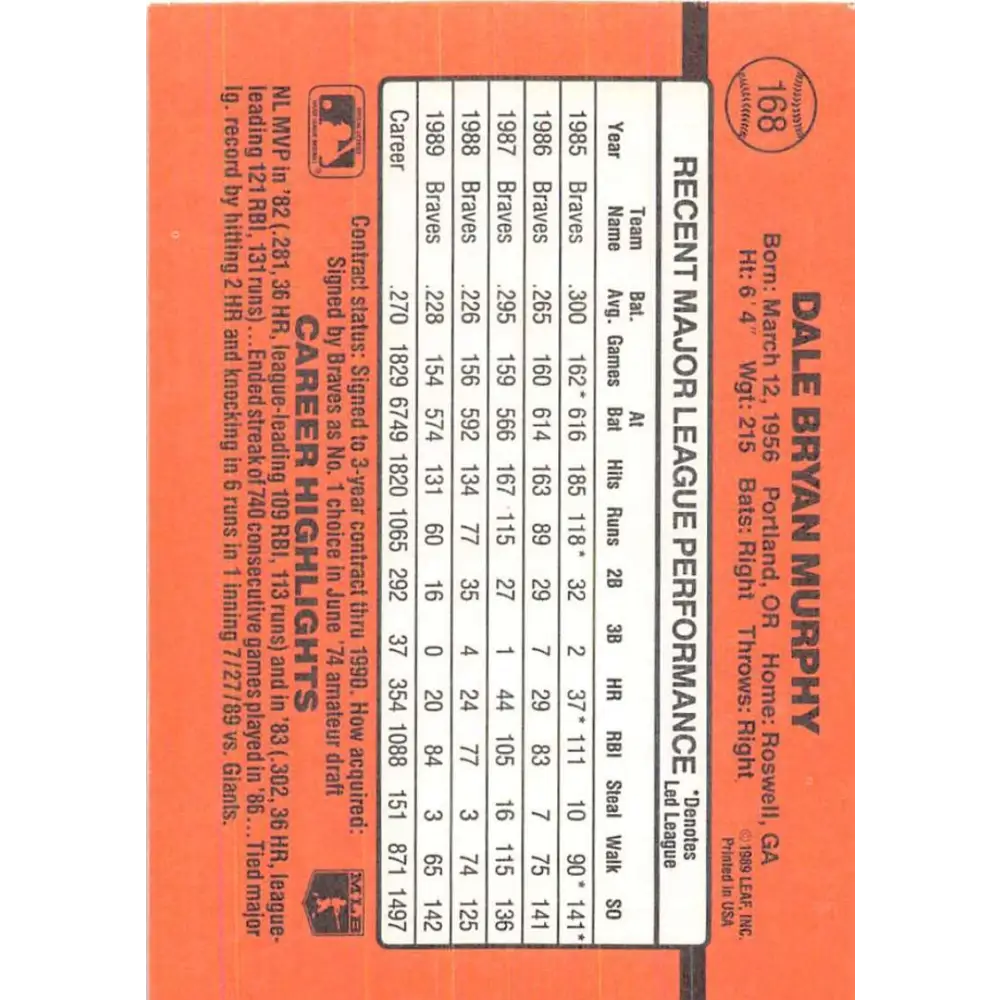 168
DALE BRYAN MURPHY
Born: March 12, 1956 Portland, OR Home: Roswell, GA
Ht: 6' 4" Wgt: 215 Bats: Right Throws: Right
© 1989 LEAF, INC.
Printed in USA
RECENT MAJOR LEAGUE PERFORMANCE *Denotes Led League
Year Team Name Bat. Avg. Games At Bat Hits Runs 2B 3B HR RBI Steal Walk SO
1985 Braves .300 162* 616 185 118* 32 2 37* 111 10 90* 141*
1986 Braves .265 160 614 163 89 29 7 29 83 7 75 141
1987 Braves .295 159 566 167 115 27 1 44 105 16 115 136
1988 Braves .226 156 592 134 77 35 4 24 77 3 74 125
1989 Braves .228 154 574 131 60 16 0 20 84 3 65 142
Career .270 1829 6749 1820 1065 292 37 354 1088 151 871 1497
Contract status: Signed to 3-year contract thru 1990. How acquired:
Signed by Braves as No. 1 choice in June '74 amateur draft
MLB
CAREER HIGHLIGHTS
NL MVP in '82 (.281, 36 HR, league-leading 109 RBI, 113 runs) and in '83 (.302, 36 HR, league-
leading 121 RBI, 131 runs)...Ended streak of 740 consecutive games played in '86...Tied major
lg. record by hitting 2 HR and knocking in 6 runs in 1 inning 7/27/89 vs. Giants.